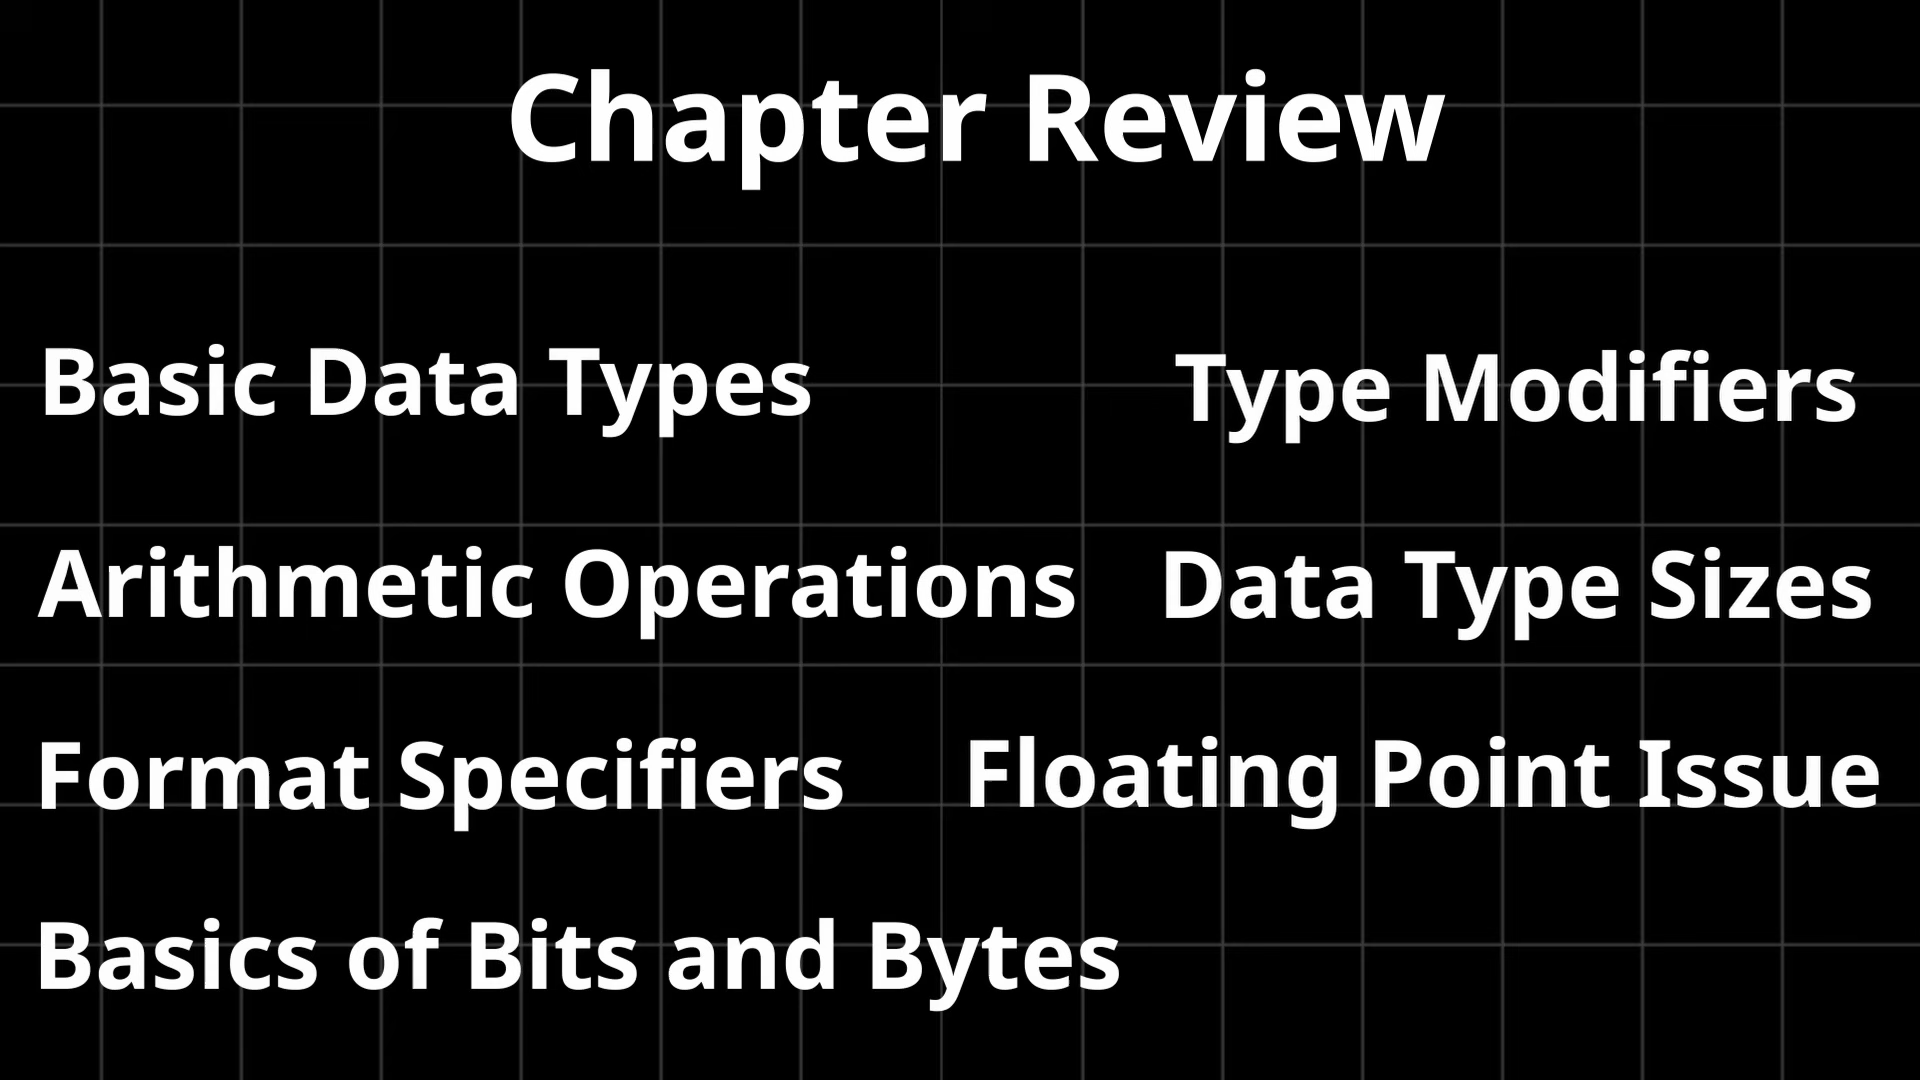 Chapter Review
Basic Data Types
Type Modifiers
Arithmetic Operations
Data Type Sizes
Format Specifiers
Floating Point Issue
Basics of Bits and Bytes